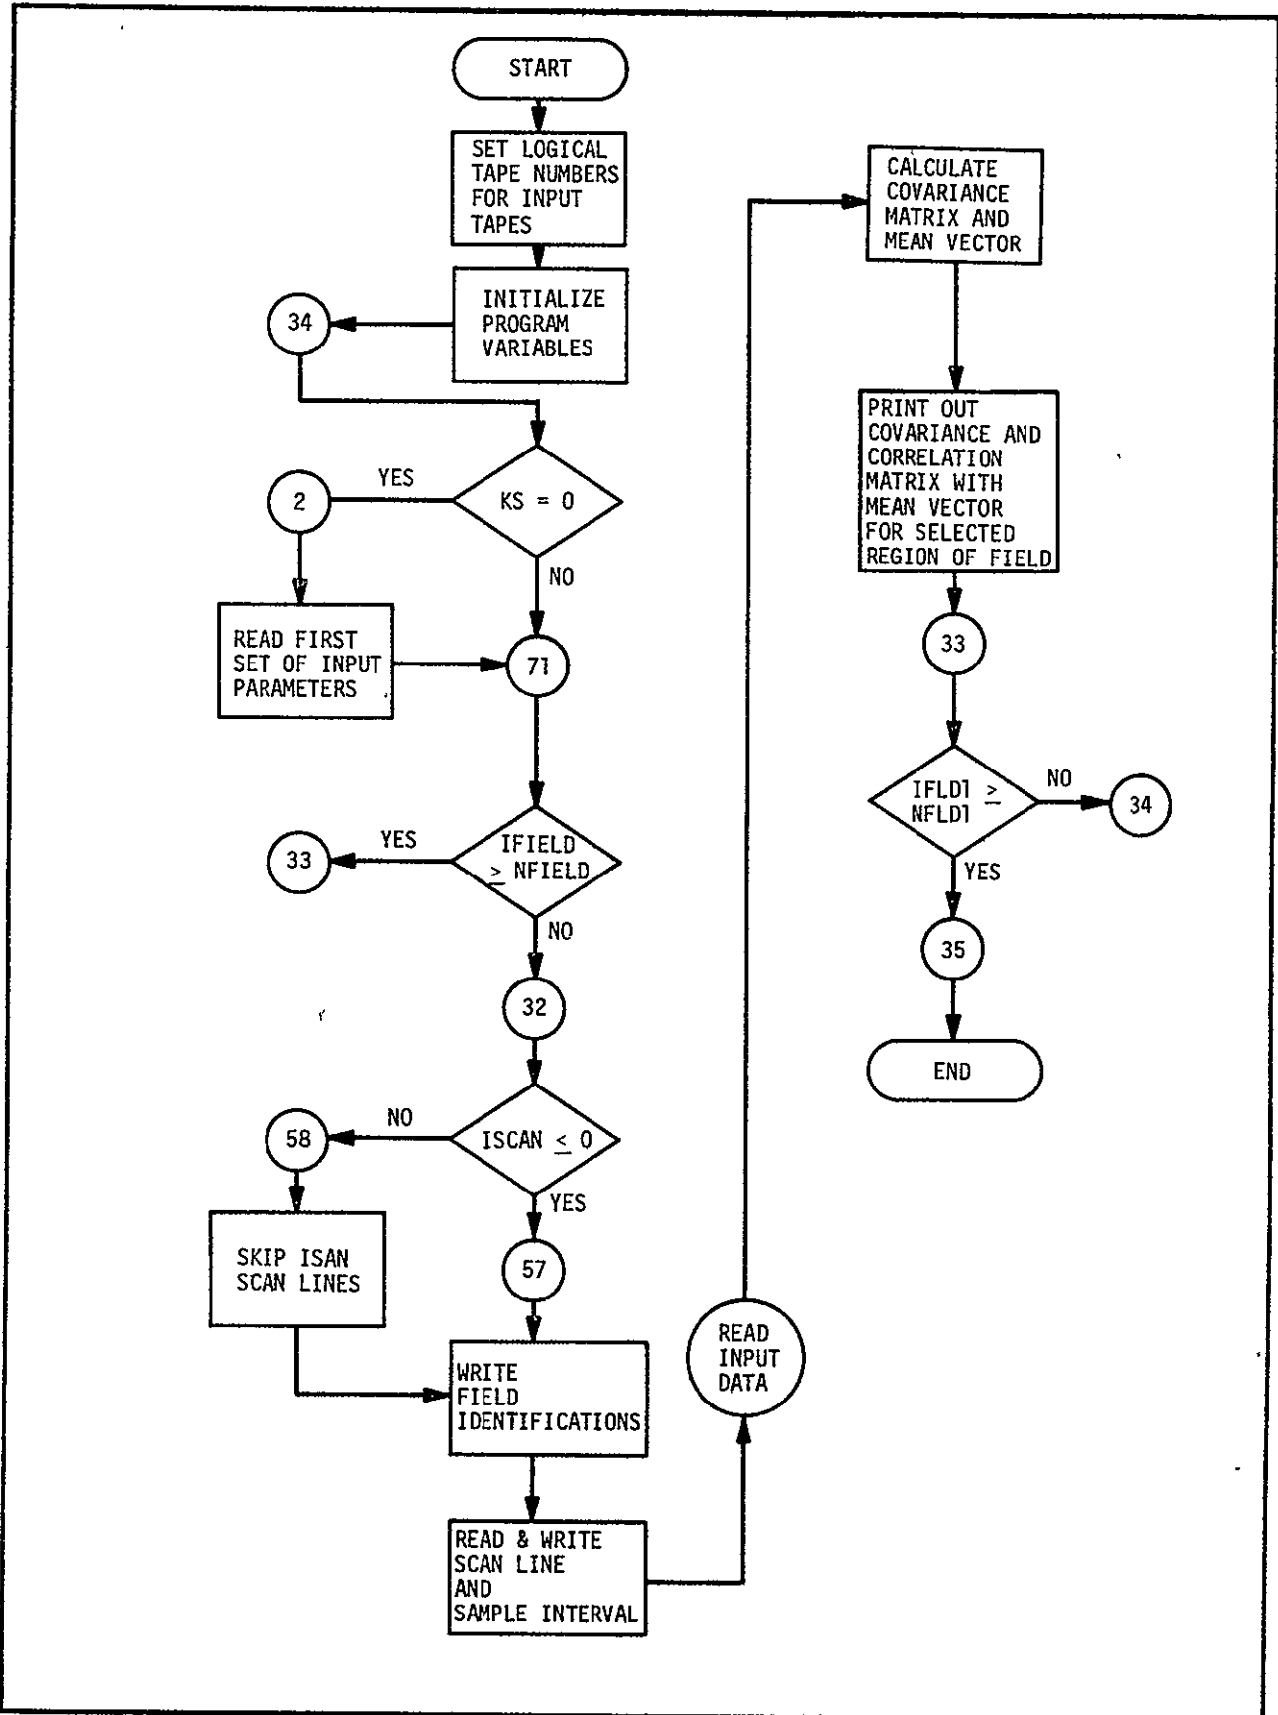 START
SET LOGICAL
TAPE NUMBERS
FOR INPUT
TAPES
INITIALIZE
PROGRAM
VARIABLES
34
KS = 0
YES
2
NO
READ FIRST
SET OF INPUT
PARAMETERS
71
IFIELD
≥ NFIELD
YES
33
NO
32
ISCAN ≤ 0
NO
58
YES
SKIP ISAN
SCAN LINES
57
WRITE
FIELD
IDENTIFICATIONS
READ & WRITE
SCAN LINE
AND
SAMPLE INTERVAL
READ
INPUT
DATA
CALCULATE
COVARIANCE
MATRIX AND
MEAN VECTOR
PRINT OUT
COVARIANCE AND
CORRELATION
MATRIX WITH
MEAN VECTOR
FOR SELECTED
REGION OF FIELD
33
IFLD1 ≥
NFLD1
NO
34
YES
35
END